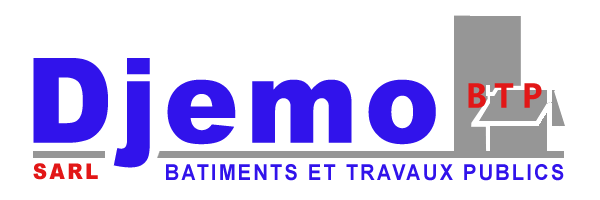 Djemo
BTP
SARL BATIMENTS ET TRAVAUX PUBLICS